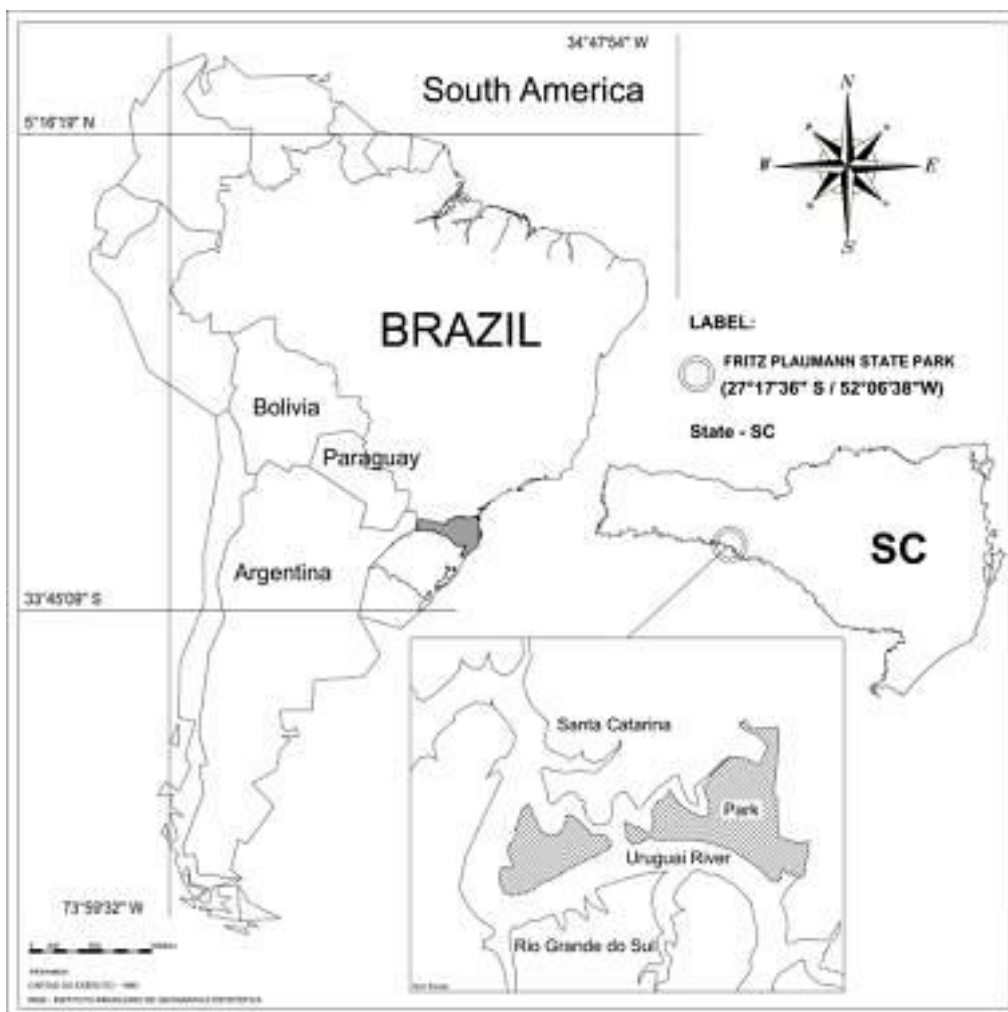 34°47'54" W
South America
5°16'19" N
N
W
E
S
BRAZIL
LABEL:
FRITZ PLAUMANN STATE PARK
(27°17'36" S / 52°06'38"W)
State - SC
Bolivia
Paraguay
SC
Argentina
33°45'09" S
Santa Catarina
Park
Uruguai River
73°59'32" W
Rio Grande do Sul